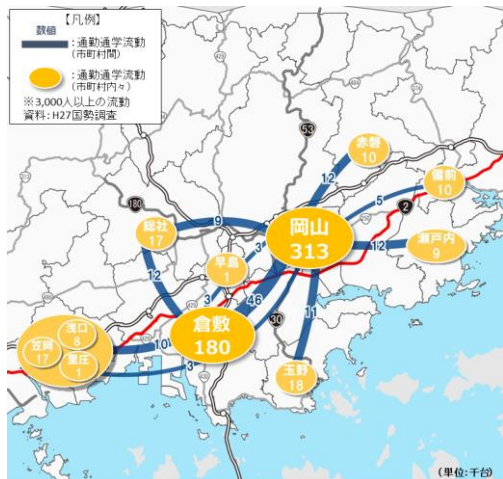 【凡例】
数値
：通勤通学流動
(市町村間)
：通勤通学流動
(市町村内々)
※3,000人以上の流動
資料：H27国勢調査
53
赤磐
10
12
備前
10
5
2
180
総社
17
9
岡山
313
瀬戸内
9
12
早島
1
3
12
3
46
11
倉敷
180
30
浅口
8
笠岡
17
里庄
1
10
3
玉野
18
(単位:千台)